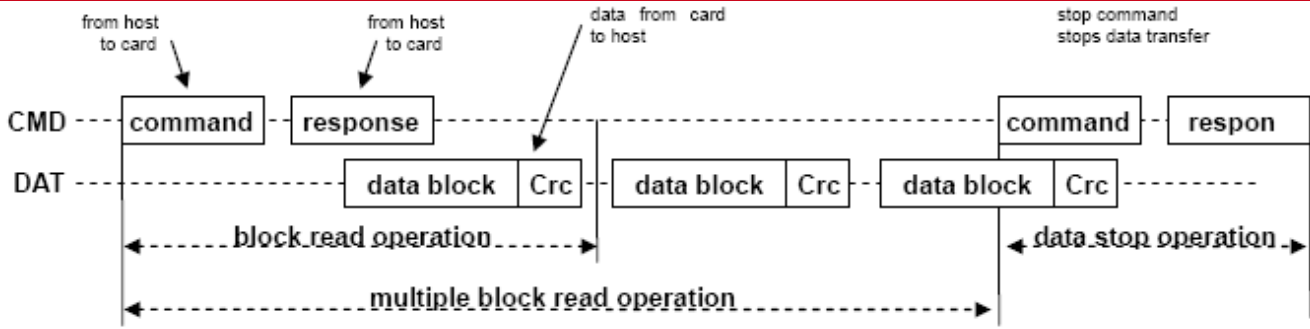 from host
to card
from host
to card
data from card
to host
stop command
stops data transfer
CMD command response command respon
DAT data block Crc data block Crc data block Crc
block read operation data stop operation
multiple block read operation